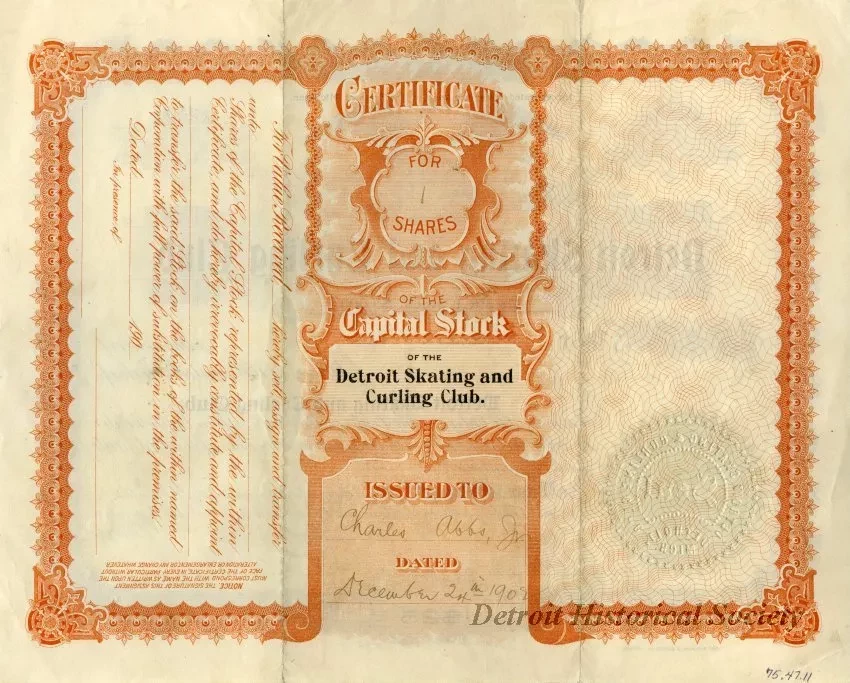 CERTIFICATE
FOR
1
SHARES
OF THE
Capital Stock
OF THE
Detroit Skating and
Curling Club.
ISSUED TO
Charles Abbs, Jr
DATED
December 24th 190
For Value Received hereby sell, assign and transfer
unto
Shares of the Capital Stock represented by the within
Certificate, and do hereby irrevocably constitute and appoint
to transfer the said Stock on the books of the within named
Corporation with full power of substitution in the premises.
Dated 190
In presence of
NOTICE: THE SIGNATURE OF THIS ASSIGNMENT
MUST CORRESPOND WITH THE NAME AS WRITTEN UPON THE
FACE OF THE CERTIFICATE IN EVERY PARTICULAR WITHOUT
ALTERATION OR ENLARGEMENT OR ANY CHANGE WHATEVER
Detroit Historical Society
75.47.11